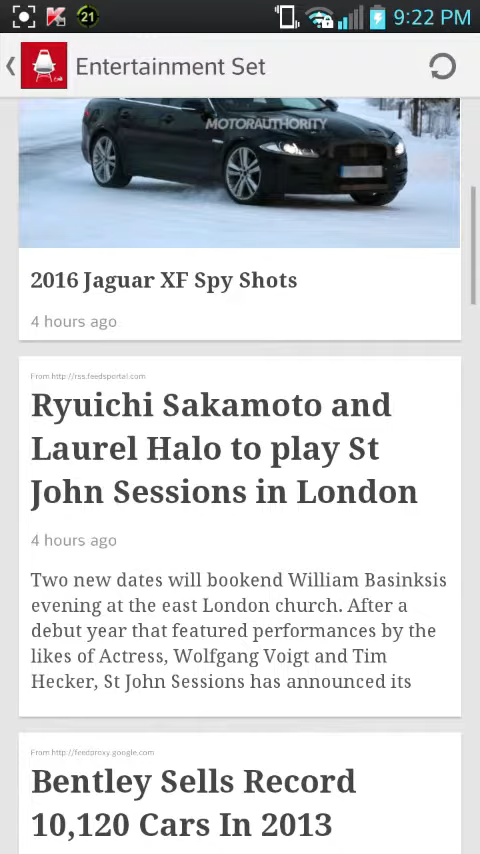 21
9:22 PM
Entertainment Set
MOTORAUTHORITY
2016 Jaguar XF Spy Shots
4 hours ago
From http://rss.feedsportal.com
Ryuichi Sakamoto and
Laurel Halo to play St
John Sessions in London
4 hours ago
Two new dates will bookend William Basinksis
evening at the east London church. After a
debut year that featured performances by the
likes of Actress, Wolfgang Voigt and Tim
Hecker, St John Sessions has announced its
From http://feedproxy.google.com
Bentley Sells Record
10,120 Cars In 2013